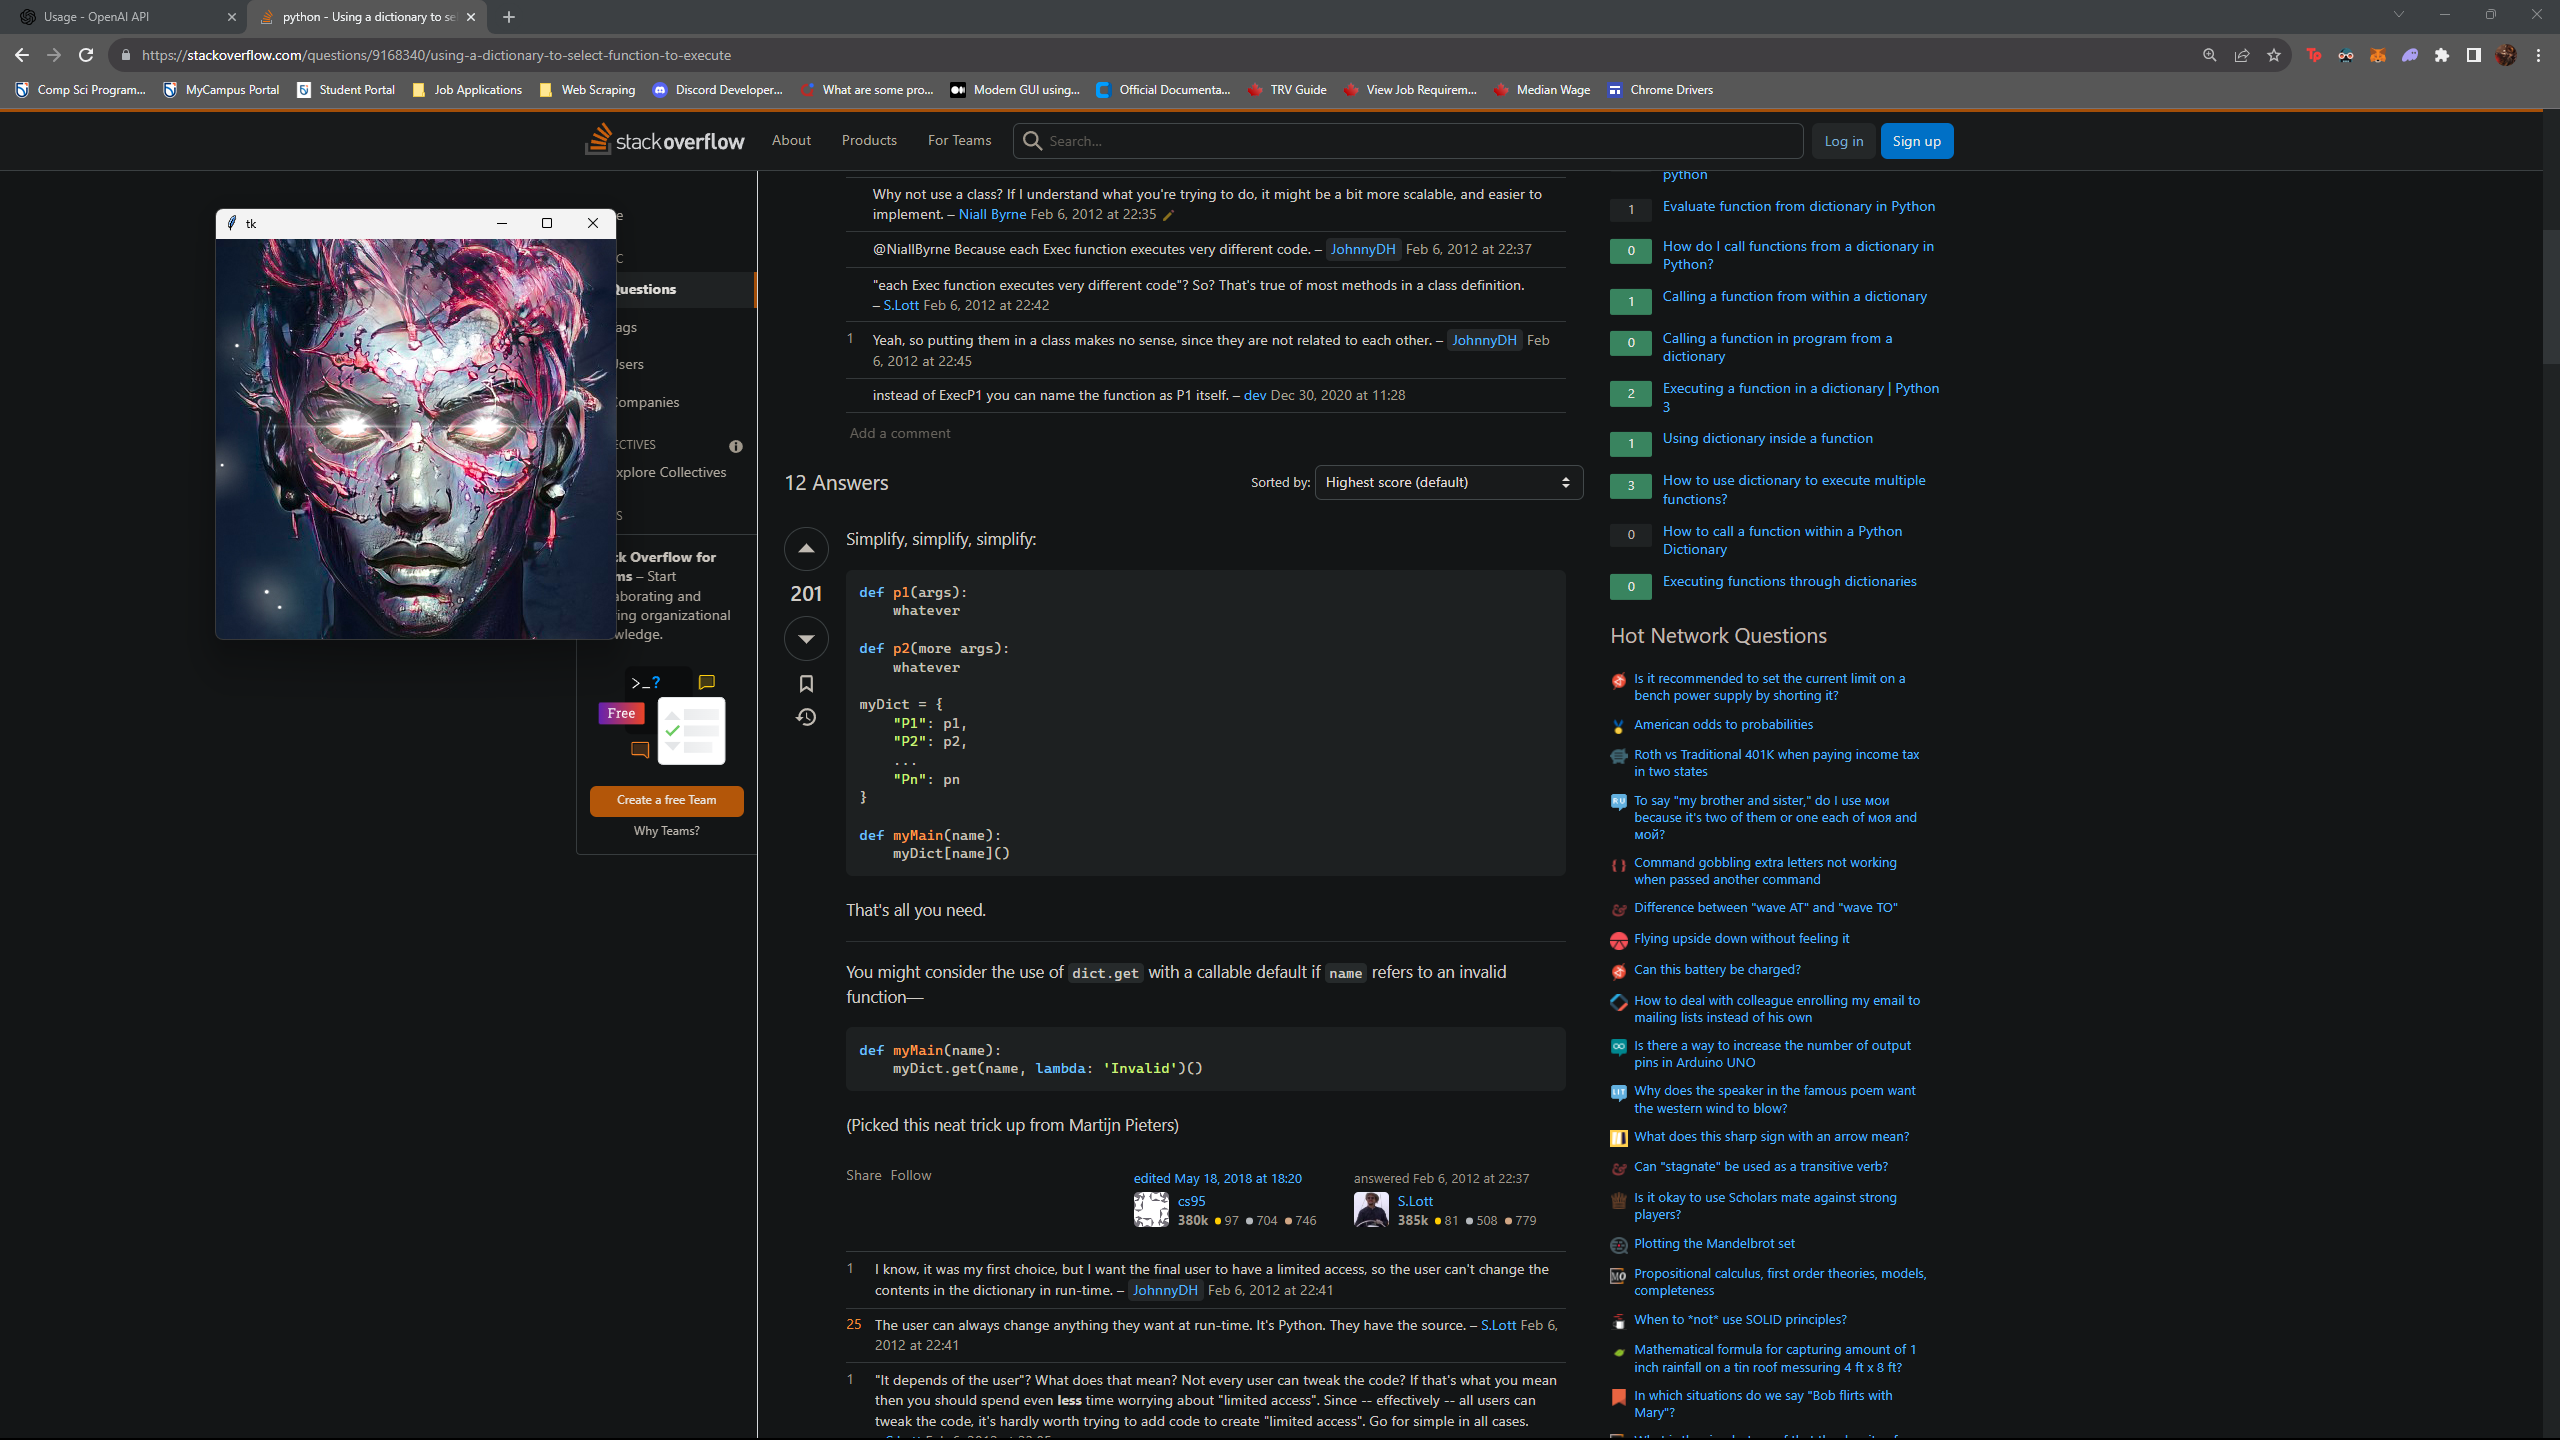 Usage - OpenAI API
python - Using a dictionary to se
https://stackoverflow.com/questions/9168340/using-a-dictionary-to-select-function-to-execute
Comp Sci Program...
MyCampus Portal
Student Portal
Job Applications
Web Scraping
Discord Developer...
What are some pro...
Modern GUI using...
Official Documenta...
TRV Guide
View Job Requirem...
Median Wage
Chrome Drivers
stackoverflow
About
Products
For Teams
Search...
Log in
Sign up
tk
Questions
ags
sers
ompanies
ECTIVES
xplore Collectives
ck Overflow for
ms – Start
aborating and
ing organizational
wledge.
>_?
Free
Create a free Team
Why Teams?
Why not use a class? If I understand what you're trying to do, it might be a bit more scalable, and easier to
implement. – Niall Byrne Feb 6, 2012 at 22:35
@NiallByrne Because each Exec function executes very different code. – JohnnyDH Feb 6, 2012 at 22:37
"each Exec function executes very different code"? So? That's true of most methods in a class definition.
– S.Lott Feb 6, 2012 at 22:42
1 Yeah, so putting them in a class makes no sense, since they are not related to each other. – JohnnyDH Feb
6, 2012 at 22:45
instead of ExecP1 you can name the function as P1 itself. – dev Dec 30, 2020 at 11:28
Add a comment
12 Answers
Sorted by: Highest score (default)
201
Simplify, simplify, simplify:
def p1(args):
    whatever
def p2(more args):
    whatever
myDict = {
    "P1": p1,
    "P2": p2,
    ...
    "Pn": pn
}
def myMain(name):
    myDict[name]()
That's all you need.
You might consider the use of dict.get with a callable default if name refers to an invalid
function—
def myMain(name):
    myDict.get(name, lambda: 'Invalid')()
(Picked this neat trick up from Martijn Pieters)
Share Follow
edited May 18, 2018 at 18:20
cs95
380k 97 704 746
answered Feb 6, 2012 at 22:37
S.Lott
385k 81 508 779
1 I know, it was my first choice, but I want the final user to have a limited access, so the user can't change the
contents in the dictionary in run-time. – JohnnyDH Feb 6, 2012 at 22:41
25 The user can always change anything they want at run-time. It's Python. They have the source. – S.Lott Feb 6,
2012 at 22:41
1 "It depends of the user"? What does that mean? Not every user can tweak the code? If that's what you mean
then you should spend even less time worrying about "limited access". Since -- effectively -- all users can
tweak the code, it's hardly worth trying to add code to create "limited access". Go for simple in all cases.
python
1 Evaluate function from dictionary in Python
0 How do I call functions from a dictionary in
Python?
1 Calling a function from within a dictionary
0 Calling a function in program from a
dictionary
2 Executing a function in a dictionary | Python
3
1 Using dictionary inside a function
3 How to use dictionary to execute multiple
functions?
0 How to call a function within a Python
Dictionary
0 Executing functions through dictionaries
Hot Network Questions
Is it recommended to set the current limit on a
bench power supply by shorting it?
American odds to probabilities
Roth vs Traditional 401K when paying income tax
in two states
To say "my brother and sister," do I use мои
because it's two of them or one each of моя and
мой?
Command gobbling extra letters not working
when passed another command
Difference between "wave AT" and "wave TO"
Flying upside down without feeling it
Can this battery be charged?
How to deal with colleague enrolling my email to
mailing lists instead of his own
Is there a way to increase the number of output
pins in Arduino UNO
Why does the speaker in the famous poem want
the western wind to blow?
What does this sharp sign with an arrow mean?
Can "stagnate" be used as a transitive verb?
Is it okay to use Scholars mate against strong
players?
Plotting the Mandelbrot set
Propositional calculus, first order theories, models,
completeness
When to *not* use SOLID principles?
Mathematical formula for capturing amount of 1
inch rainfall on a tin roof messuring 4 ft x 8 ft?
In which situations do we say "Bob flirts with
Mary"?